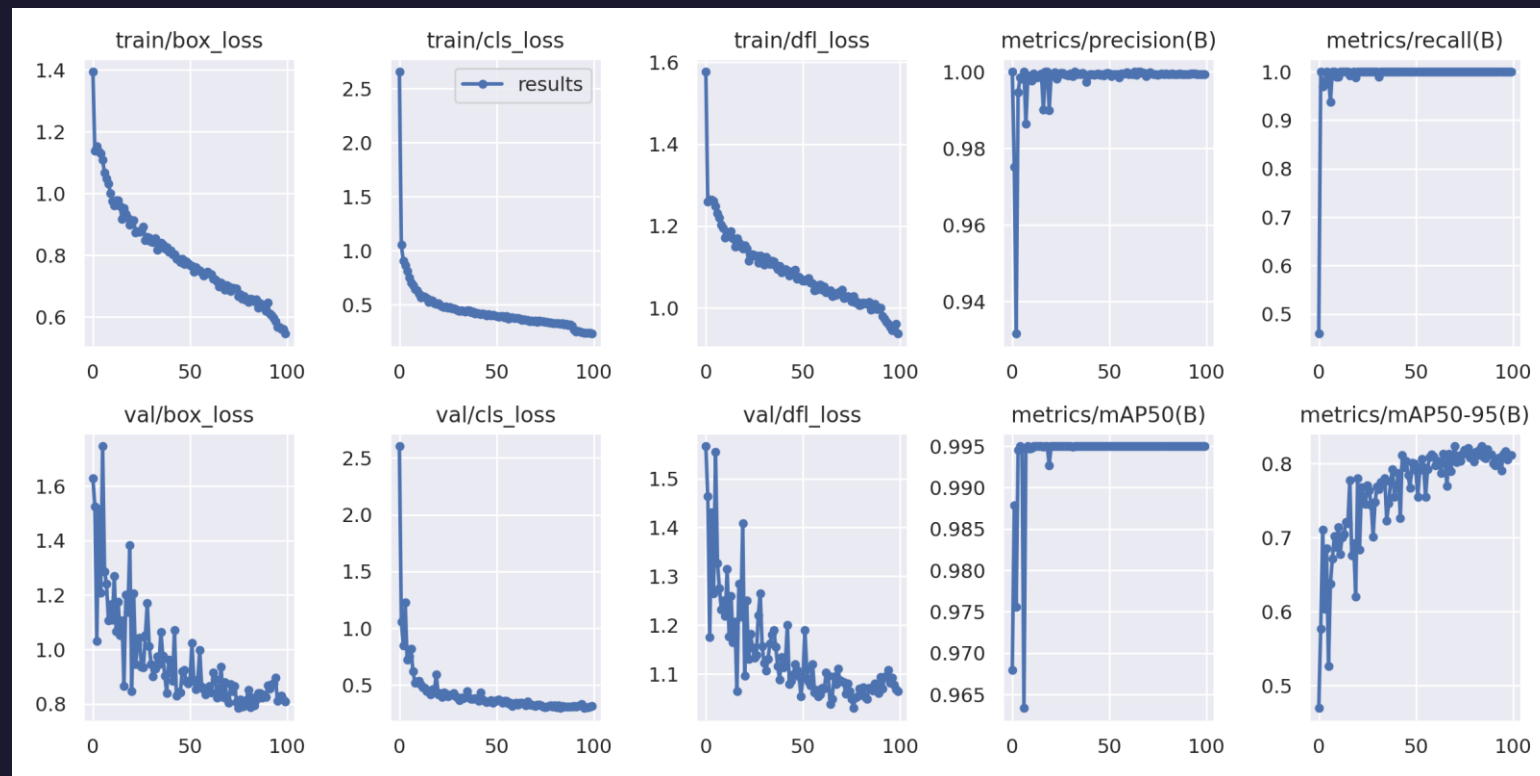 train/box_loss
train/cls_loss
train/dfl_loss
metrics/precision(B)
metrics/recall(B)
1.4
1.2
1.0
0.8
0.6
0 50 100
2.5
2.0
1.5
1.0
0.5
results
0 50 100
1.6
1.4
1.2
1.0
0 50 100
1.00
0.98
0.96
0.94
0 50 100
1.0
0.9
0.8
0.7
0.6
0.5
0 50 100
val/box_loss
val/cls_loss
val/dfl_loss
metrics/mAP50(B)
metrics/mAP50-95(B)
1.6
1.4
1.2
1.0
0.8
0 50 100
2.5
2.0
1.5
1.0
0.5
0 50 100
1.5
1.4
1.3
1.2
1.1
0 50 100
0.995
0.990
0.985
0.980
0.975
0.970
0.965
0 50 100
0.8
0.7
0.6
0.5
0 50 100